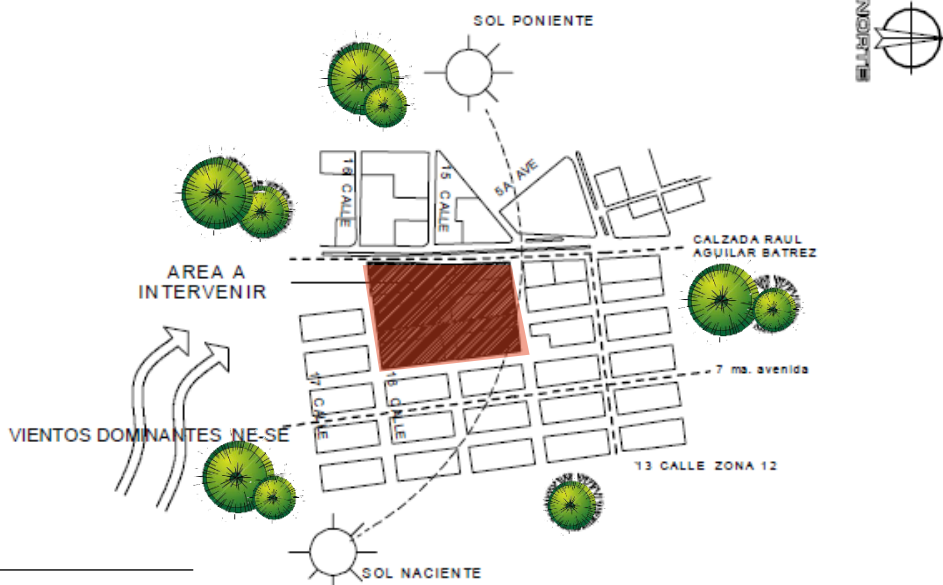 SOL PONIENTE
NORTE
16 CALLE
15 CALLE
5A. AVE
CALZADA RAUL
AGUILAR BATREZ
AREA A
INTERVENIR
7 ma. avenida
17 CALLE
16 CALLE
VIENTOS DOMINANTES NE-SE
13 CALLE ZONA 12
SOL NACIENTE